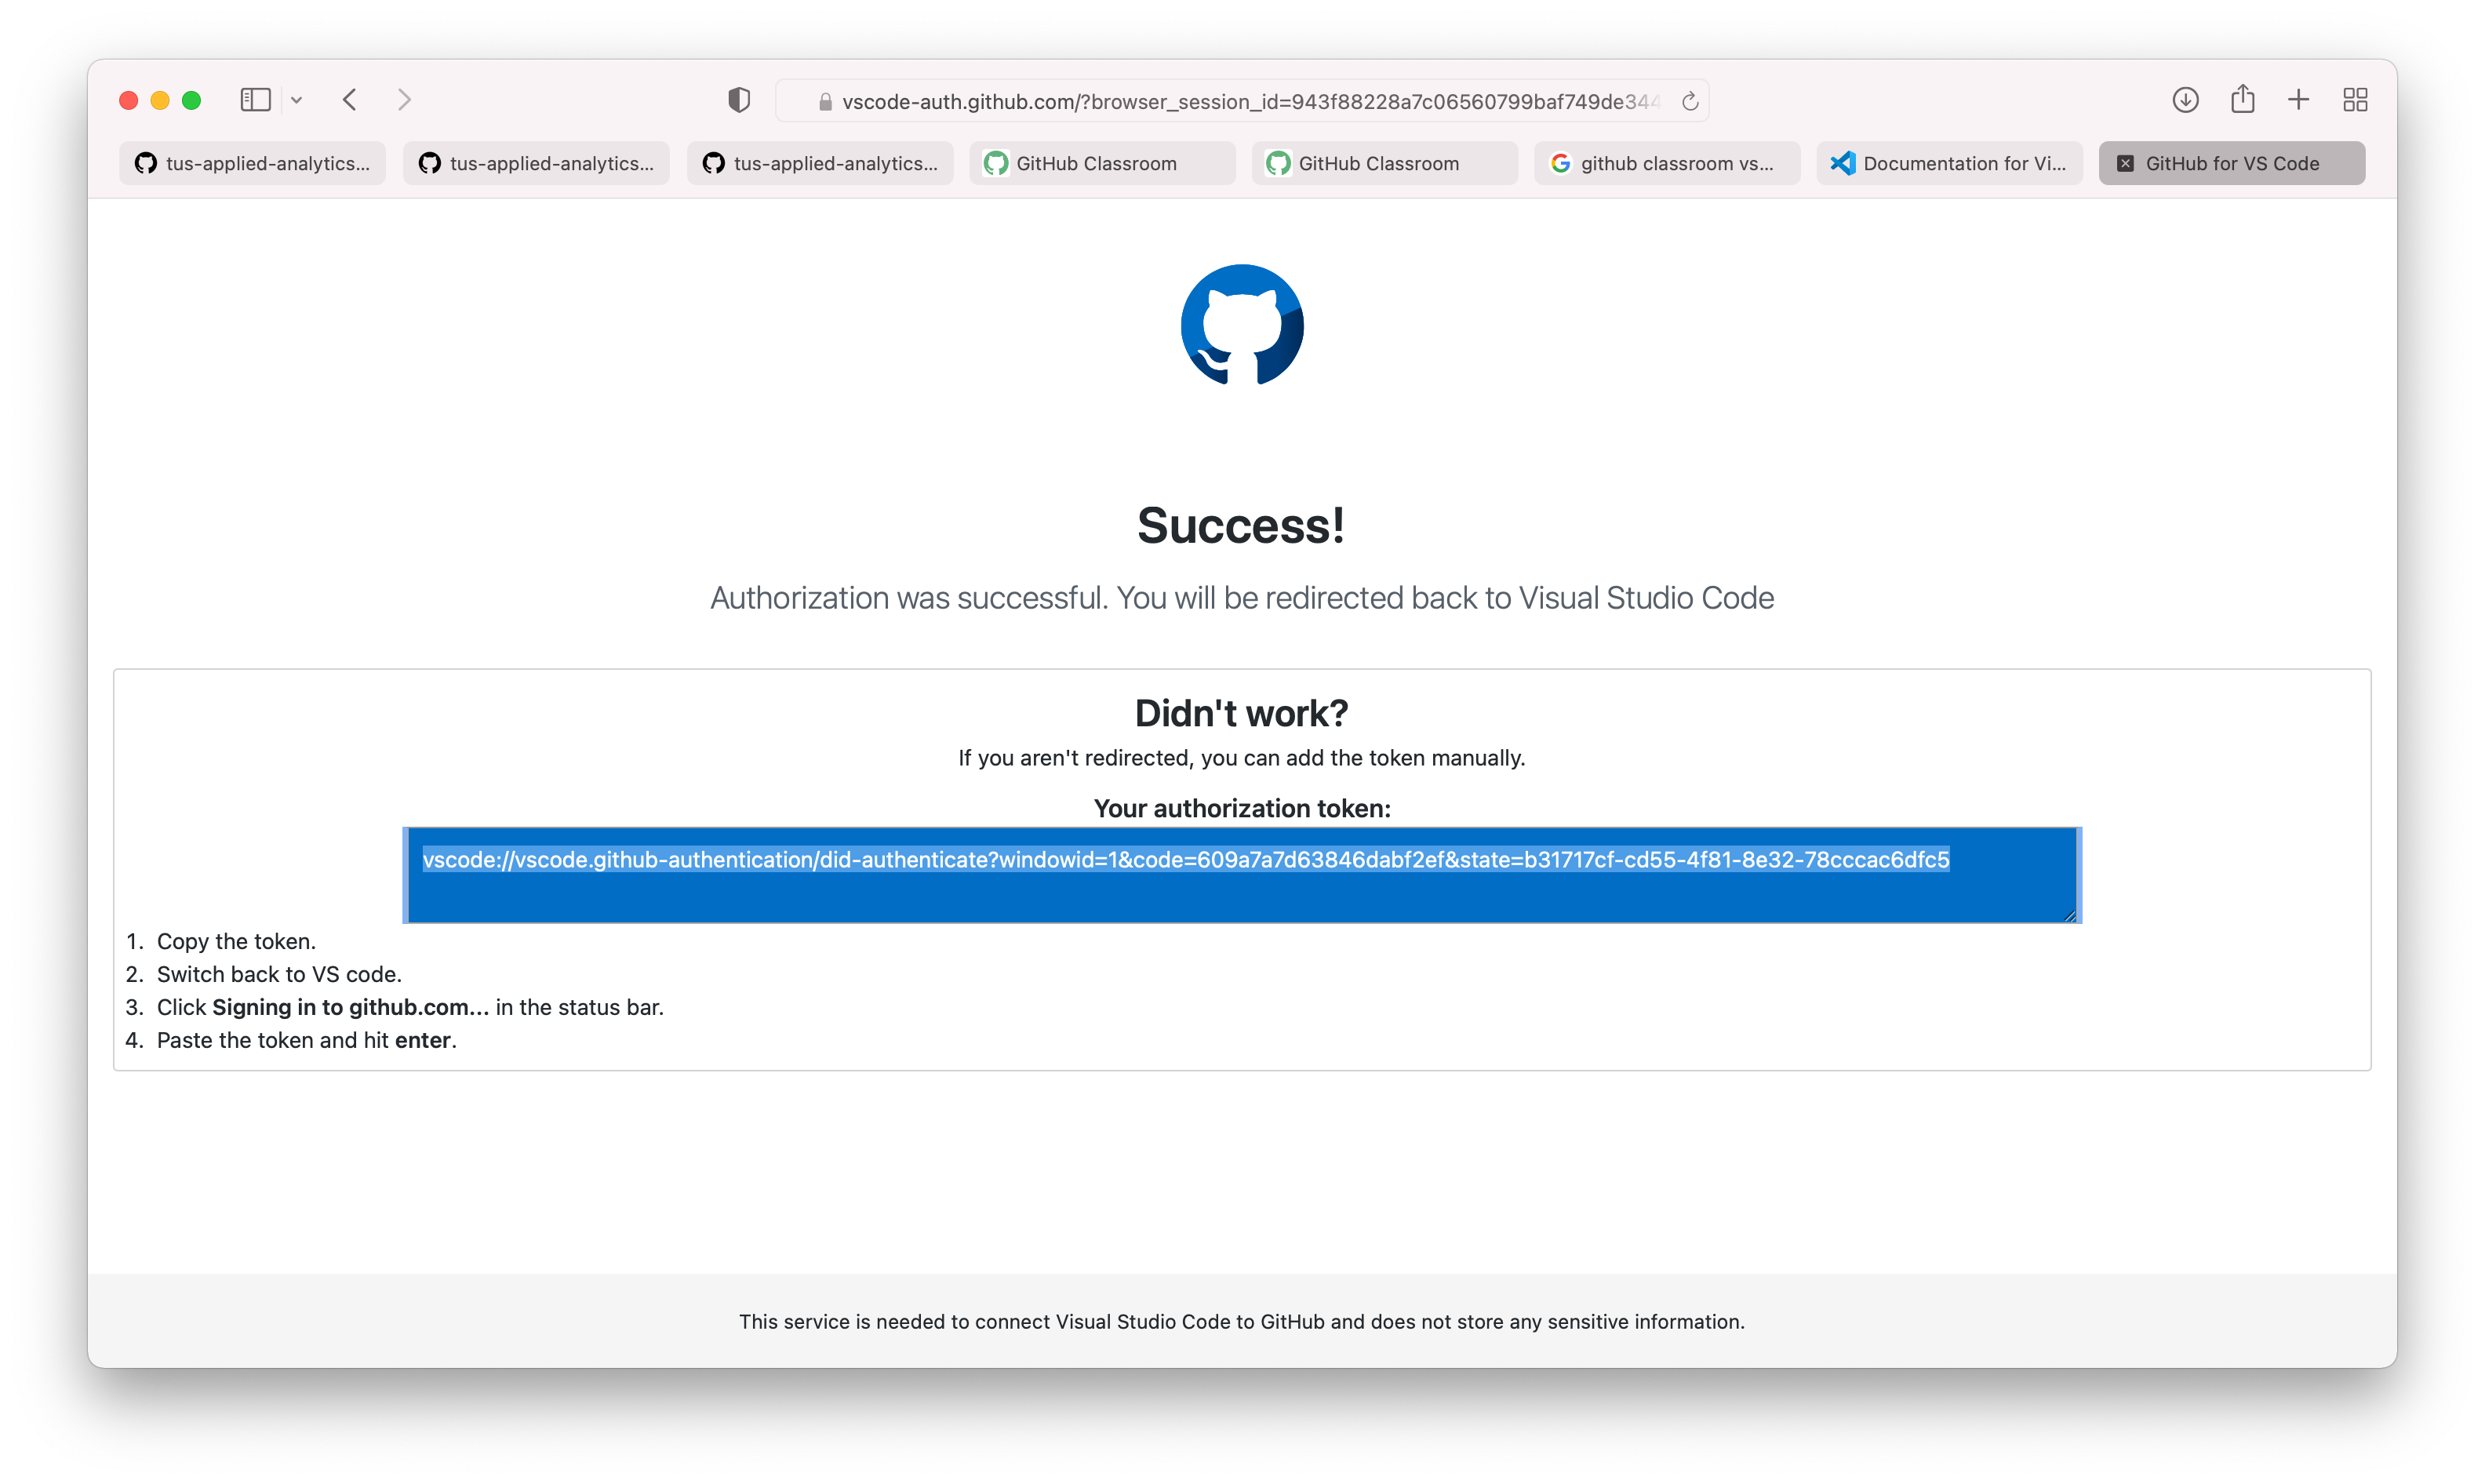 vscode-auth.github.com/?browser_session_id=943f88228a7c06560799baf749de344
tus-applied-analytics... tus-applied-analytics... tus-applied-analytics... GitHub Classroom GitHub Classroom github classroom vs... Documentation for Vi... GitHub for VS Code
Success!
Authorization was successful. You will be redirected back to Visual Studio Code
Didn't work?
If you aren't redirected, you can add the token manually.
Your authorization token:
vscode://vscode.github-authentication/did-authenticate?windowid=1&code=609a7a7d63846dabf2ef&state=b31717cf-cd55-4f81-8e32-78cccac6dfc5
1. Copy the token.
2. Switch back to VS code.
3. Click Signing in to github.com... in the status bar.
4. Paste the token and hit enter.
This service is needed to connect Visual Studio Code to GitHub and does not store any sensitive information.